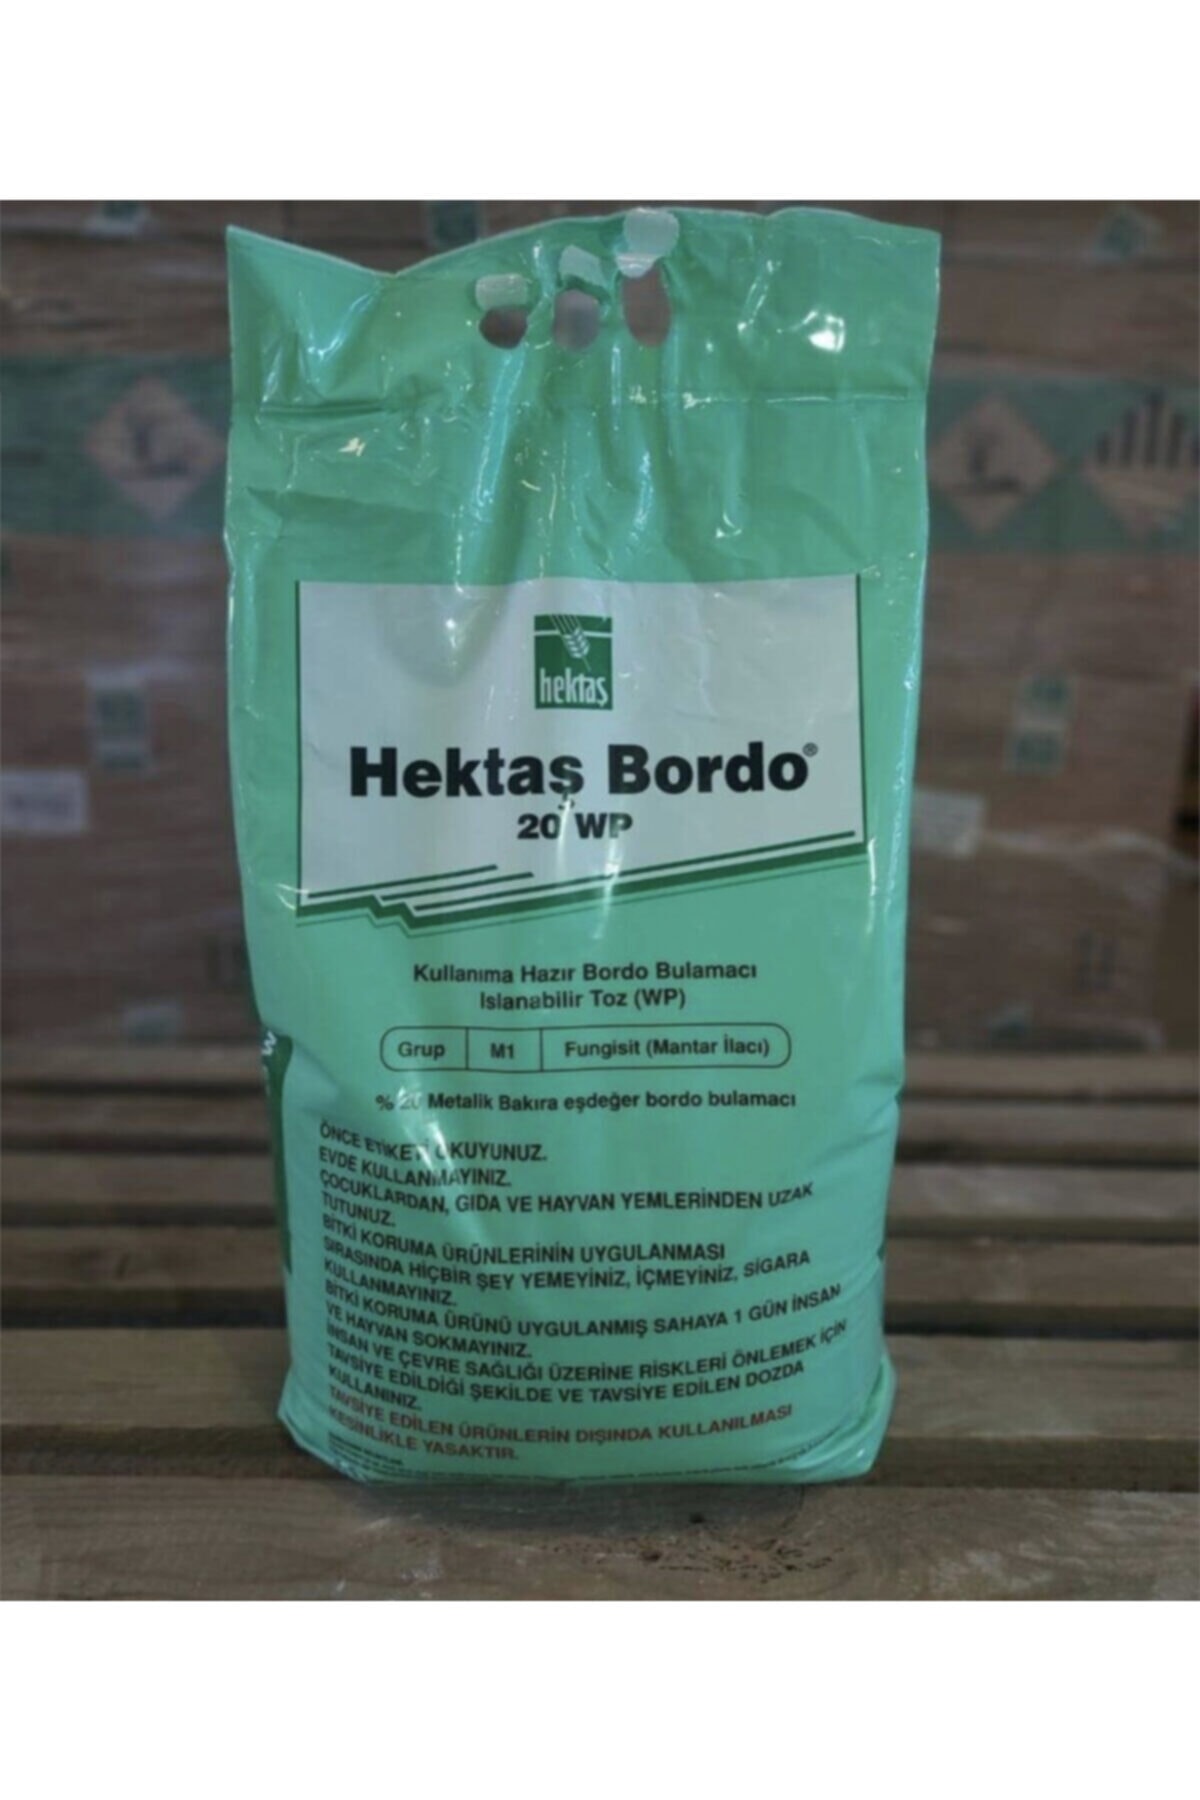 hektaş
Hektaş Bordo®
20 WP
Kullanıma Hazır Bordo Bulamacı
Islanabilir Toz (WP)
Grup M1 Fungisit (Mantar İlacı)
% 20 Metalik Bakıra eşdeğer bordo bulamacı
ÖNCE ETİKETİ OKUYUNUZ.
EVDE KULLANMAYINIZ.
ÇOCUKLARDAN, GIDA VE HAYVAN YEMLERİNDEN UZAK
TUTUNUZ.
BİTKİ KORUMA ÜRÜNLERİNİN UYGULANMASI
SIRASINDA HİÇBİR ŞEY YEMEYİNİZ, İÇMEYİNİZ, SİGARA
KULLANMAYINIZ.
BİTKİ KORUMA ÜRÜNÜ UYGULANMIŞ SAHAYA 1 GÜN İNSAN
VE HAYVAN SOKMAYINIZ.
İNSAN VE ÇEVRE SAĞLIĞI ÜZERİNE RİSKLERİ ÖNLEMEK İÇİN
TAVSİYE EDİLDİĞİ ŞEKİLDE VE TAVSİYE EDİLEN DOZDA
KULLANINIZ.
TAVSİYE EDİLEN ÜRÜNLERİN DIŞINDA KULLANILMASI
KESİNLİKLE YASAKTIR.